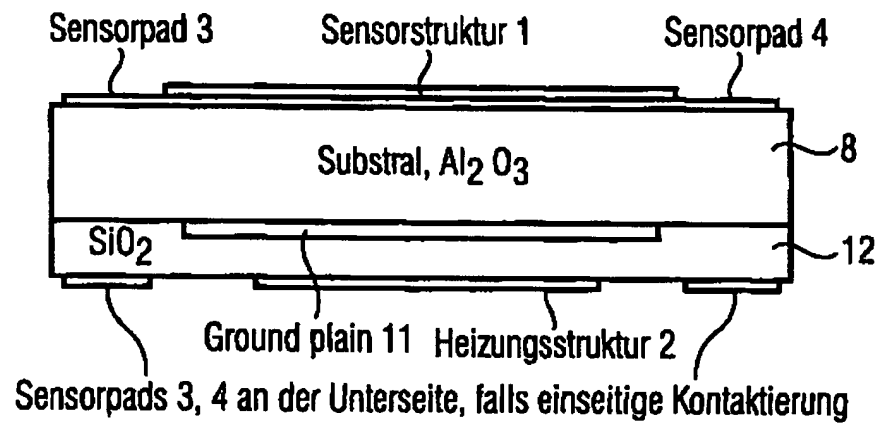 Sensorpad 3 Sensorstruktur 1 Sensorpad 4
8
Substral, Al2 O3
SiO2
12
Ground plain 11 Heizungsstruktur 2
Sensorpads 3, 4 an der Unterseite, falls einseitige Kontaktierung